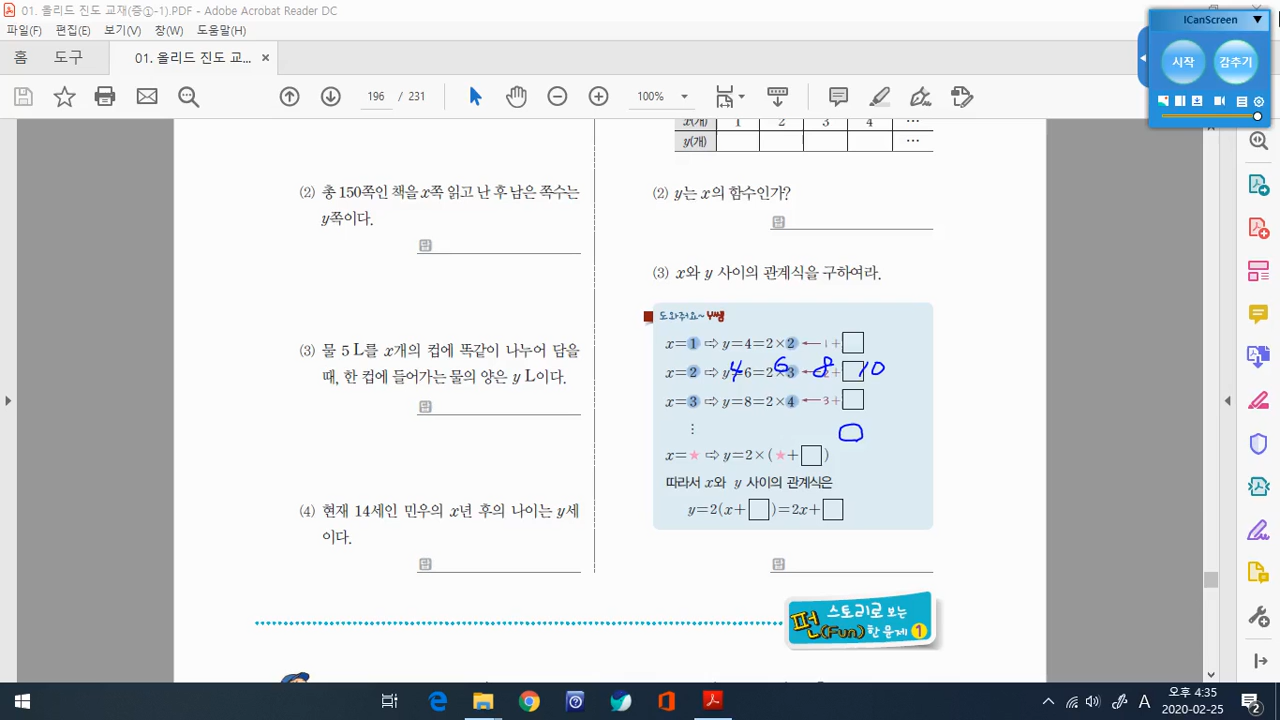 01. 올리드 진도 교재(중①-1).PDF - Adobe Acrobat Reader DC
파일(F) 편집(E) 보기(V) 창(W) 도움말(H)
홈 도구 01. 올리드 진도 교... ×
196 / 231 100%
ICanScreen
시작 감추기
(2) 총 150쪽인 책을 x쪽 읽고 난 후 남은 쪽수는
y쪽이다.
답
(3) 물 5 L를 x개의 컵에 똑같이 나누어 담을
때, 한 컵에 들어가는 물의 양은 y L이다.
답
(4) 현재 14세인 민우의 x년 후의 나이는 y세
이다.
답
x(개) 1 2 3 4 …
y(개) …
(2) y는 x의 함수인가?
답
(3) x와 y 사이의 관계식을 구하여라.
도와줘요~ Y쌤
x=1 ⇨ y=4=2×2 ← 1+□
x=2 ⇨ y=6=2×3 ← 2+□
4 6 8 10
x=3 ⇨ y=8=2×4 ← 3+□
⋮
x=★ ⇨ y=2×(★+□)
따라서 x와 y 사이의 관계식은
y=2(x+□)=2x+□
답
펀(Fun) 스토리로 보는
한 문제 1
A 오후 4:35
2020-02-25
2